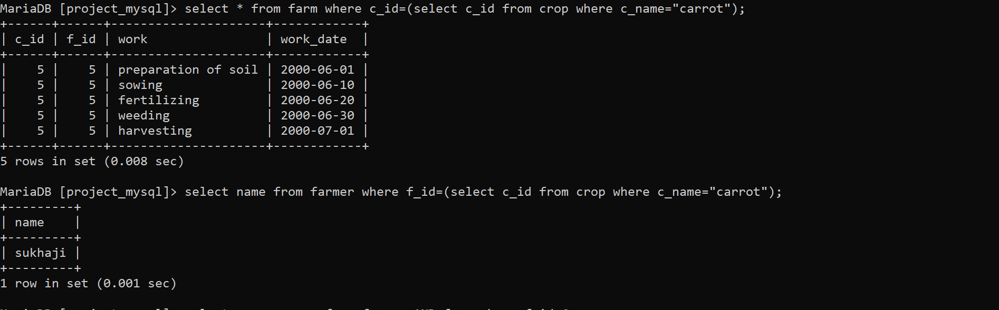 MariaDB [project_mysql]> select * from farm where c_id=(select c_id from crop where c_name="carrot");
+------+------+---------------------+------------+
| c_id | f_id | work                | work_date  |
+------+------+---------------------+------------+
|    5 |    5 | preparation of soil | 2000-06-01 |
|    5 |    5 | sowing              | 2000-06-10 |
|    5 |    5 | fertilizing         | 2000-06-20 |
|    5 |    5 | weeding             | 2000-06-30 |
|    5 |    5 | harvesting          | 2000-07-01 |
+------+------+---------------------+------------+
5 rows in set (0.008 sec)
MariaDB [project_mysql]> select name from farmer where f_id=(select c_id from crop where c_name="carrot");
+---------+
| name    |
+---------+
| sukhaji |
+---------+
1 row in set (0.001 sec)